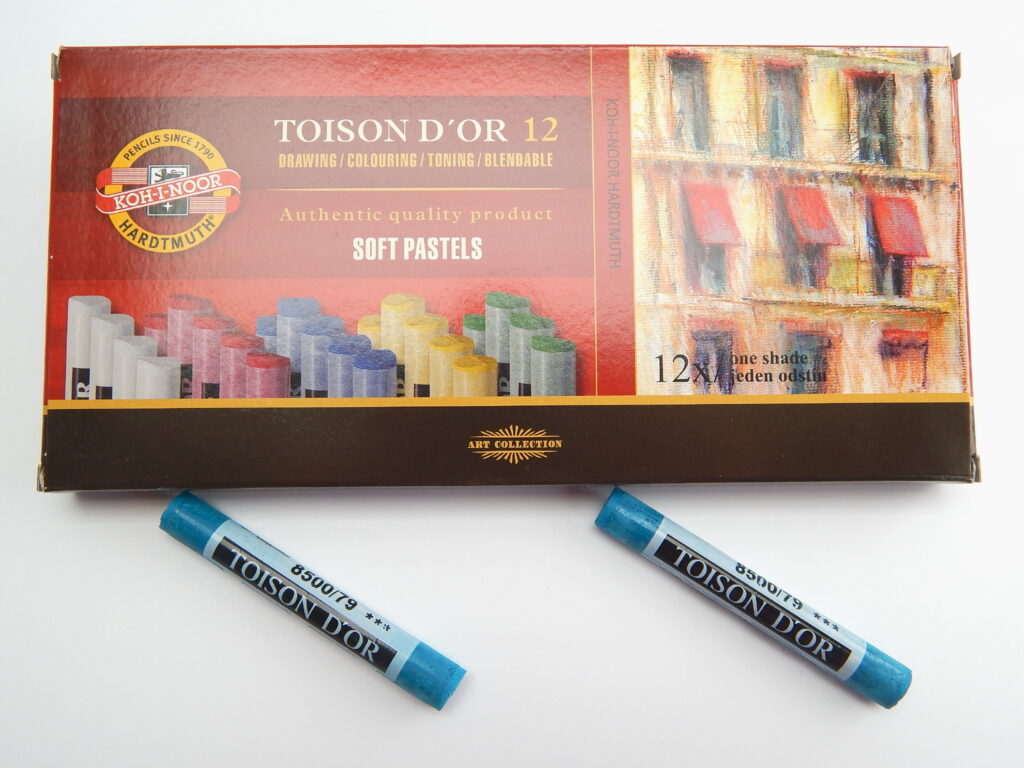 PENCILS SINCE 1790
KOH-I-NOOR
HARDTMUTH®
TOISON D'OR 12
DRAWING / COLOURING / TONING / BLENDABLE
Authentic quality product
SOFT PASTELS
KOH-I-NOOR HARDTMUTH
12x/ one shade
jeden odstín
ART COLLECTION
8500/79 ***
TOISON D'OR
8500/79 ***
TOISON D'OR